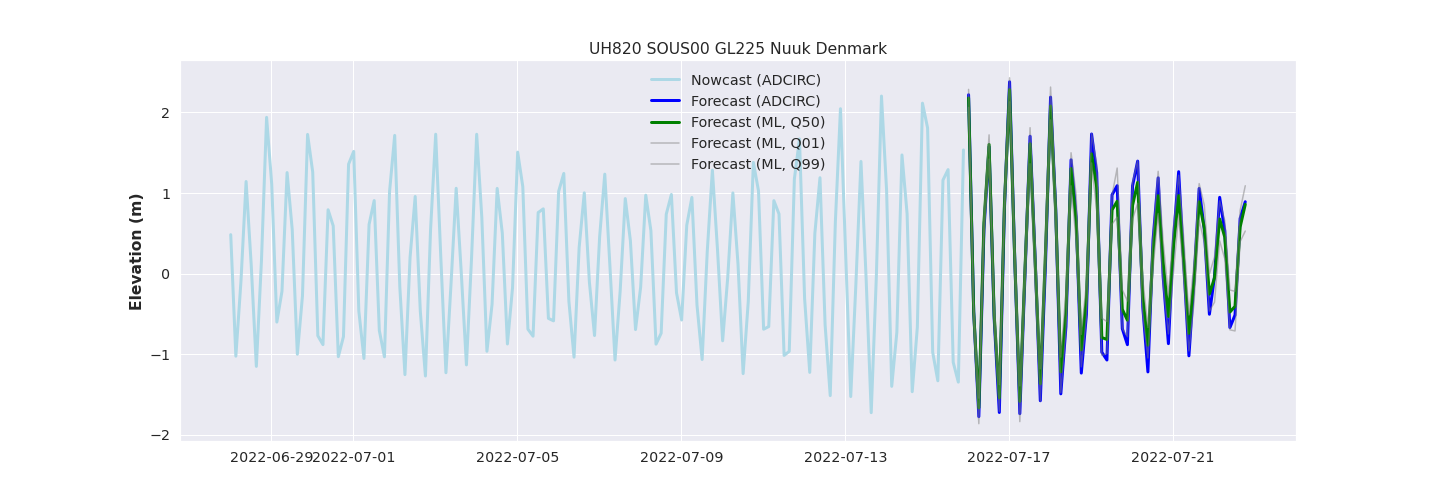 UH820 SOUS00 GL225 Nuuk Denmark
Nowcast (ADCIRC)
Forecast (ADCIRC)
Forecast (ML, Q50)
Forecast (ML, Q01)
Forecast (ML, Q99)
Elevation (m)
2
1
0
−1
−2
2022-06-29
2022-07-01
2022-07-05
2022-07-09
2022-07-13
2022-07-17
2022-07-21